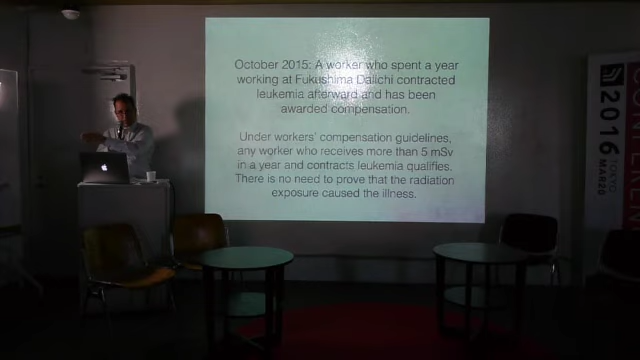 October 2015: A worker who spent a year
working at Fukushima Daiichi contracted
leukemia afterward and has been
awarded compensation.
Under workers' compensation guidelines,
any worker who receives more than 5 mSv
in a year and contracts leukemia qualifies.
There is no need to prove that the radiation
exposure caused the illness.
2016 TOKYO
MAR20